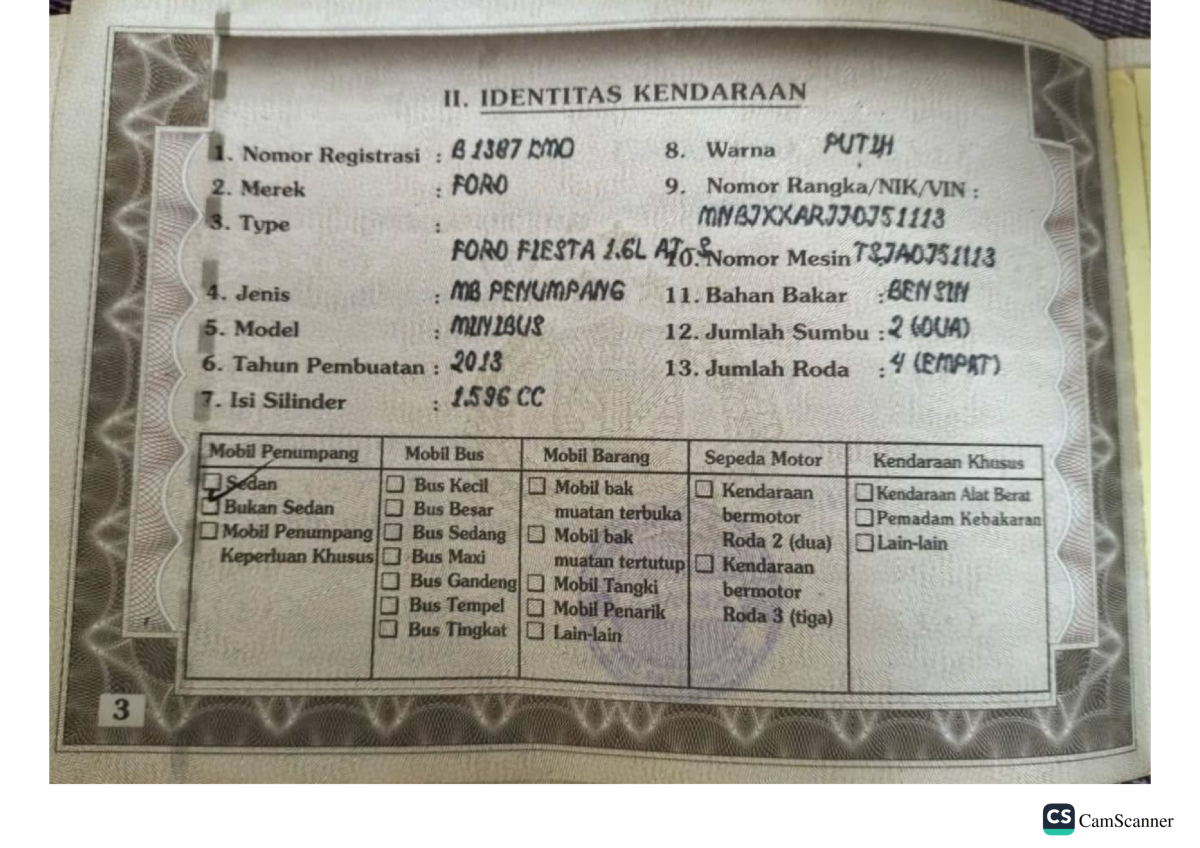 II. IDENTITAS KENDARAAN
1. Nomor Registrasi : B 1387 KMO
2. Merek : FORD
3. Type :
FORD FIESTA 1.6L AT S
4. Jenis : MB PENUMPANG
5. Model : MINIBUS
6. Tahun Pembuatan : 2013
7. Isi Silinder : 1.596 CC
8. Warna PUTIH
9. Nomor Rangka/NIK/VIN :
MNBJXXARJJDJ51113
10. Nomor Mesin TSJADJ51113
11. Bahan Bakar : BENSIN
12. Jumlah Sumbu : 2 (DUA)
13. Jumlah Roda : 4 (EMPAT)
Mobil Penumpang
Sedan
Bukan Sedan
Mobil Penumpang
Keperluan Khusus
Mobil Bus
Bus Kecil
Bus Besar
Bus Sedang
Bus Maxi
Bus Gandeng
Bus Tempel
Bus Tingkat
Mobil Barang
Mobil bak
muatan terbuka
Mobil bak
muatan tertutup
Mobil Tangki
Mobil Penarik
Lain-lain
Sepeda Motor
Kendaraan
bermotor
Roda 2 (dua)
Kendaraan
bermotor
Roda 3 (tiga)
Kendaraan Khusus
Kendaraan Alat Berat
Pemadam Kebakaran
Lain-lain
3
CS CamScanner